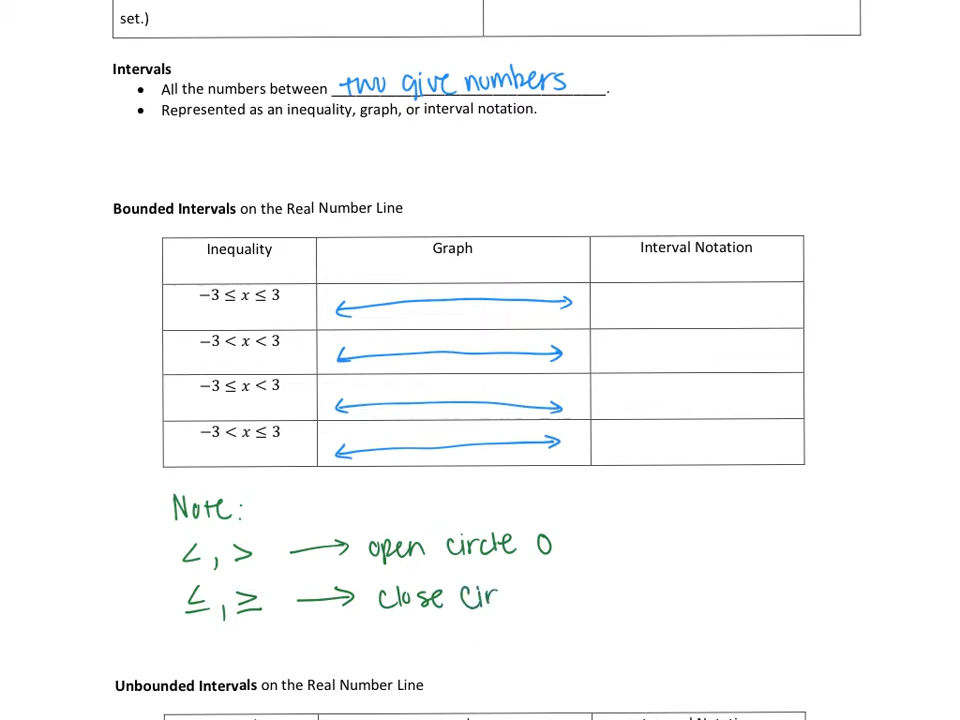 set.)
Intervals
• All the numbers between two give numbers.
• Represented as an inequality, graph, or interval notation.
Bounded Intervals on the Real Number Line
Inequality Graph Interval Notation
−3 ≤ x ≤ 3
−3 < x < 3
−3 ≤ x < 3
−3 < x ≤ 3
Note:
<, > → open circle O
≤, ≥ → close cir
Unbounded Intervals on the Real Number Line